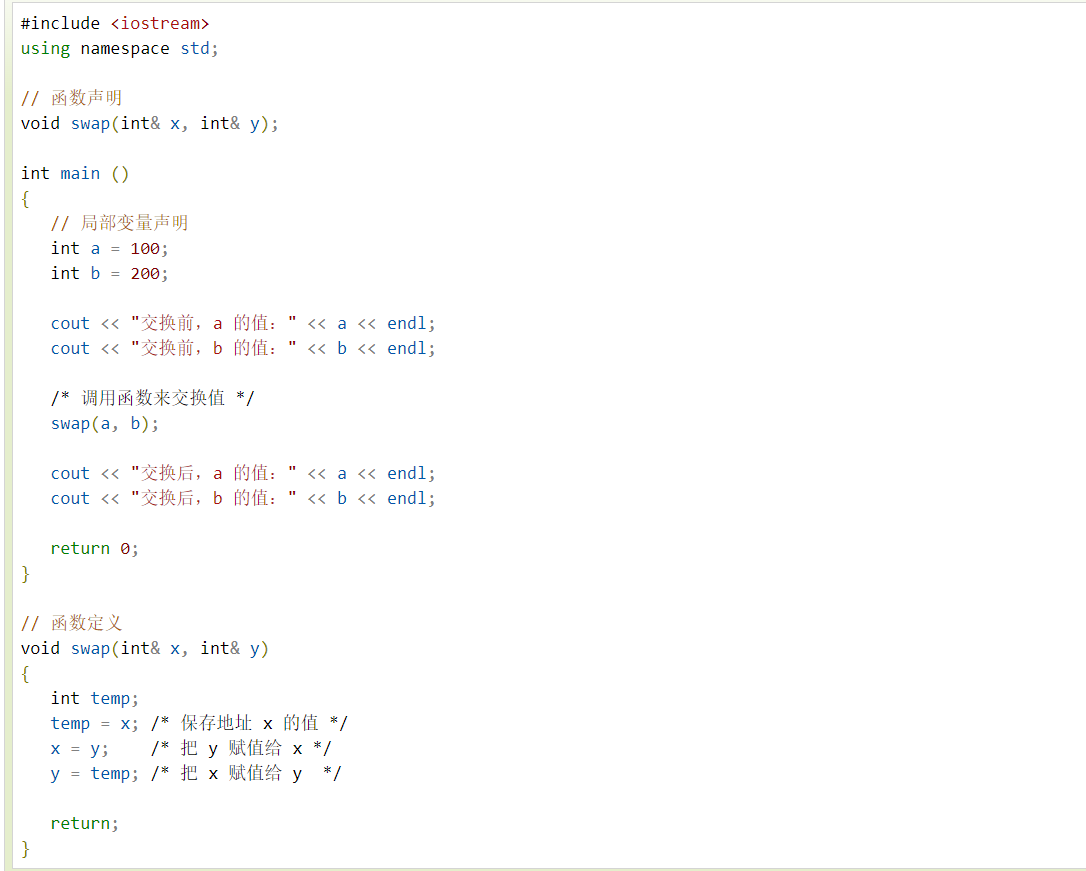 #include <iostream>
using namespace std;
// 函数声明
void swap(int& x, int& y);
int main ()
{
   // 局部变量声明
   int a = 100;
   int b = 200;
   cout << "交换前，a 的值：" << a << endl;
   cout << "交换前，b 的值：" << b << endl;
   /* 调用函数来交换值 */
   swap(a, b);
   cout << "交换后，a 的值：" << a << endl;
   cout << "交换后，b 的值：" << b << endl;
   return 0;
}
// 函数定义
void swap(int& x, int& y)
{
   int temp;
   temp = x; /* 保存地址 x 的值 */
   x = y;    /* 把 y 赋值给 x */
   y = temp; /* 把 x 赋值给 y  */
   return;
}